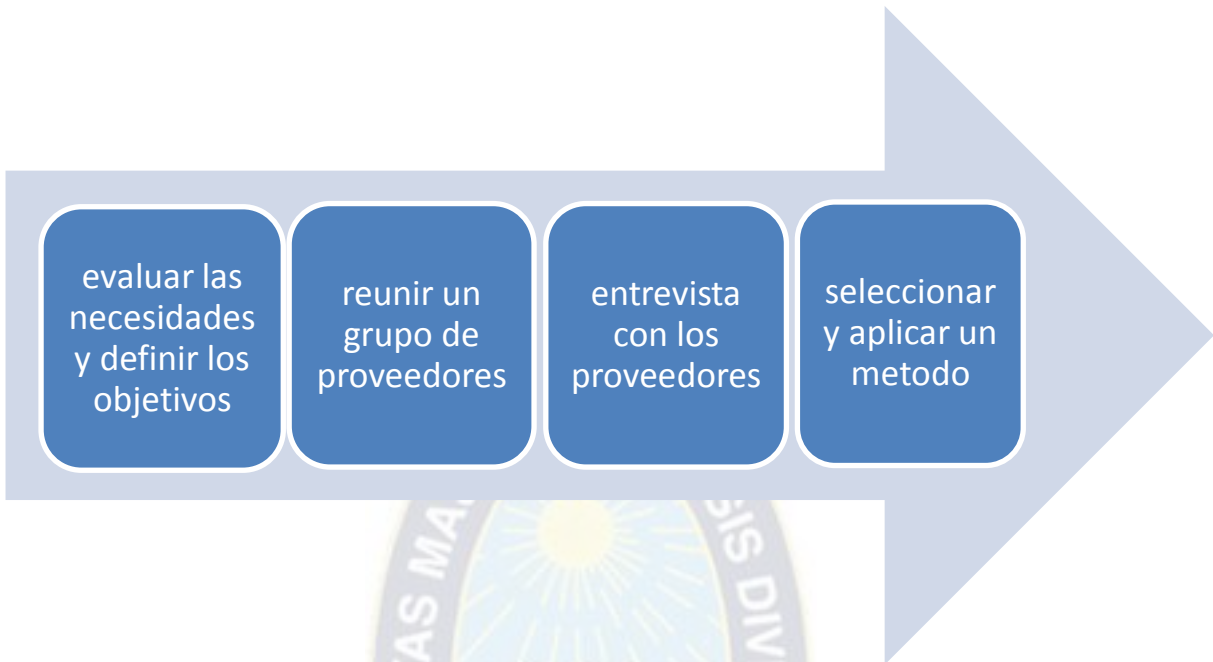 evaluar las
necesidades
y definir los
objetivos
reunir un
grupo de
proveedores
entrevista
con los
proveedores
seleccionar
y aplicar un
metodo